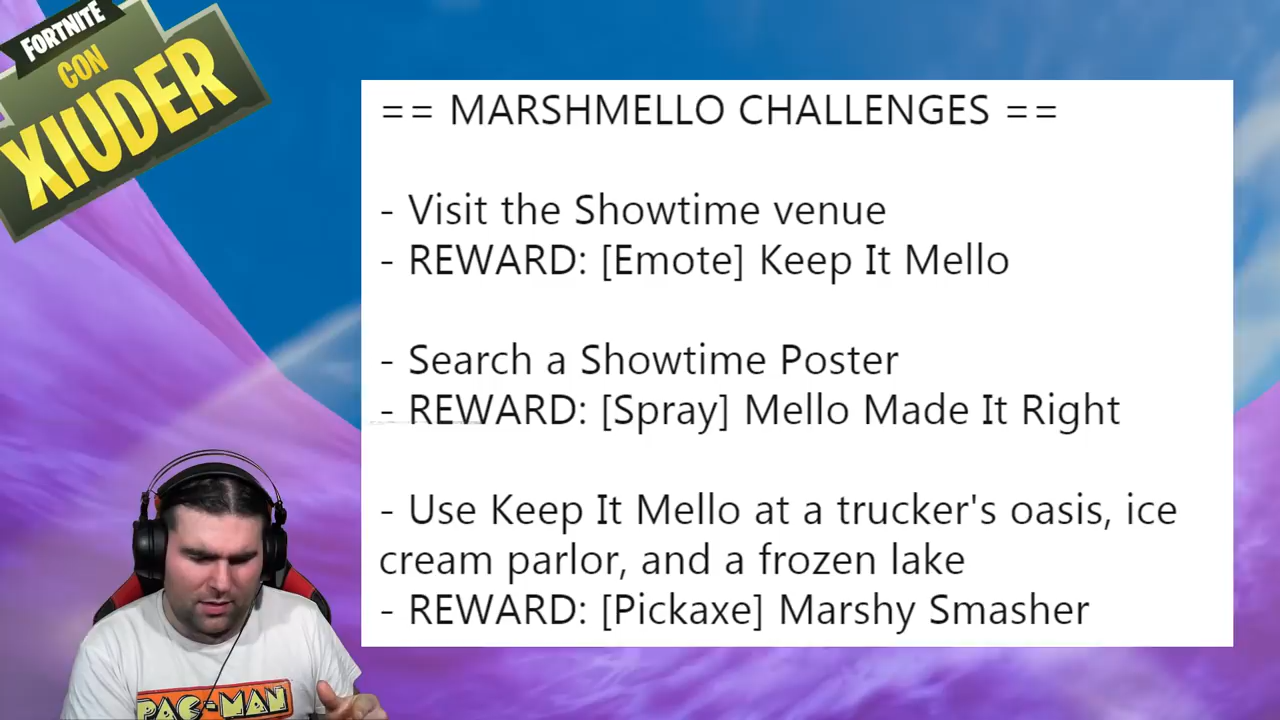 FORTNITE
CON
XIUDER
== MARSHMELLO CHALLENGES ==
- Visit the Showtime venue
- REWARD: [Emote] Keep It Mello
- Search a Showtime Poster
- REWARD: [Spray] Mello Made It Right
- Use Keep It Mello at a trucker's oasis, ice
cream parlor, and a frozen lake
- REWARD: [Pickaxe] Marshy Smasher
PAC-MAN